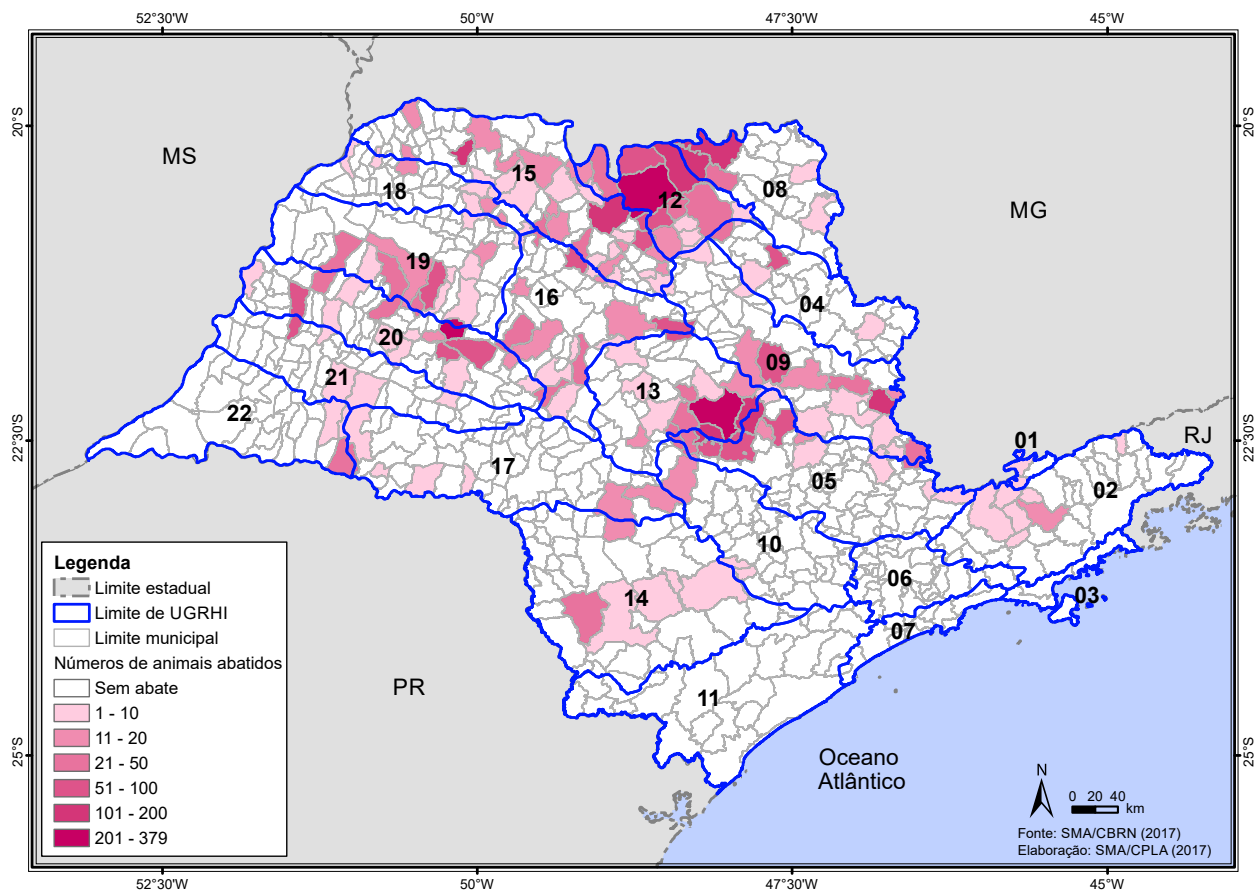 52°30'W
50°W
47°30'W
45°W
20°S
20°S
MS
MG
15
18
12
08
19
16
04
20
09
21
13
22
22°30'S
22°30'S
01
RJ
17
05
02
10
06
03
14
07
11
PR
25°S
25°S
Oceano
Atlântico
Legenda
Limite estadual
Limite de UGRHI
Limite municipal
Números de animais abatidos
Sem abate
1 - 10
11 - 20
21 - 50
51 - 100
101 - 200
201 - 379
N
0 20 40
km
Fonte: SMA/CBRN (2017)
Elaboração: SMA/CPLA (2017)
52°30'W
50°W
47°30'W
45°W